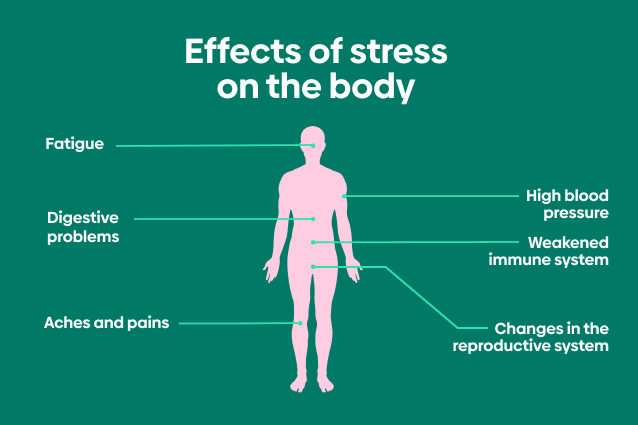 Effects of stress
on the body
Fatigue
High blood
pressure
Digestive
problems
Weakened
immune system
Aches and pains
Changes in the
reproductive system